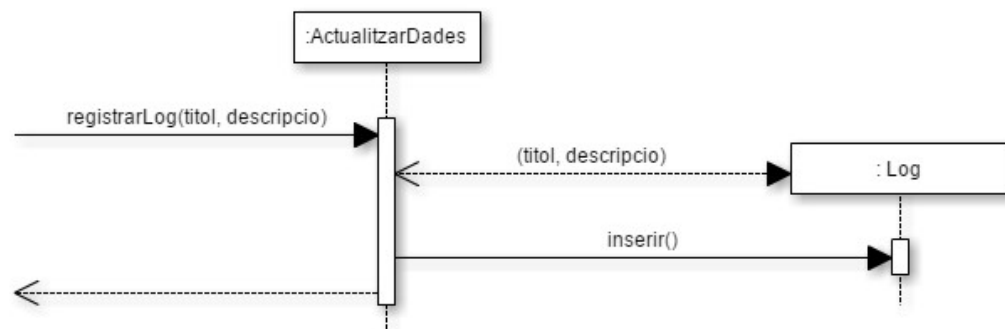 :ActualitzarDades
registrarLog(titol, descripcio)
(titol, descripcio)
: Log
inserir()